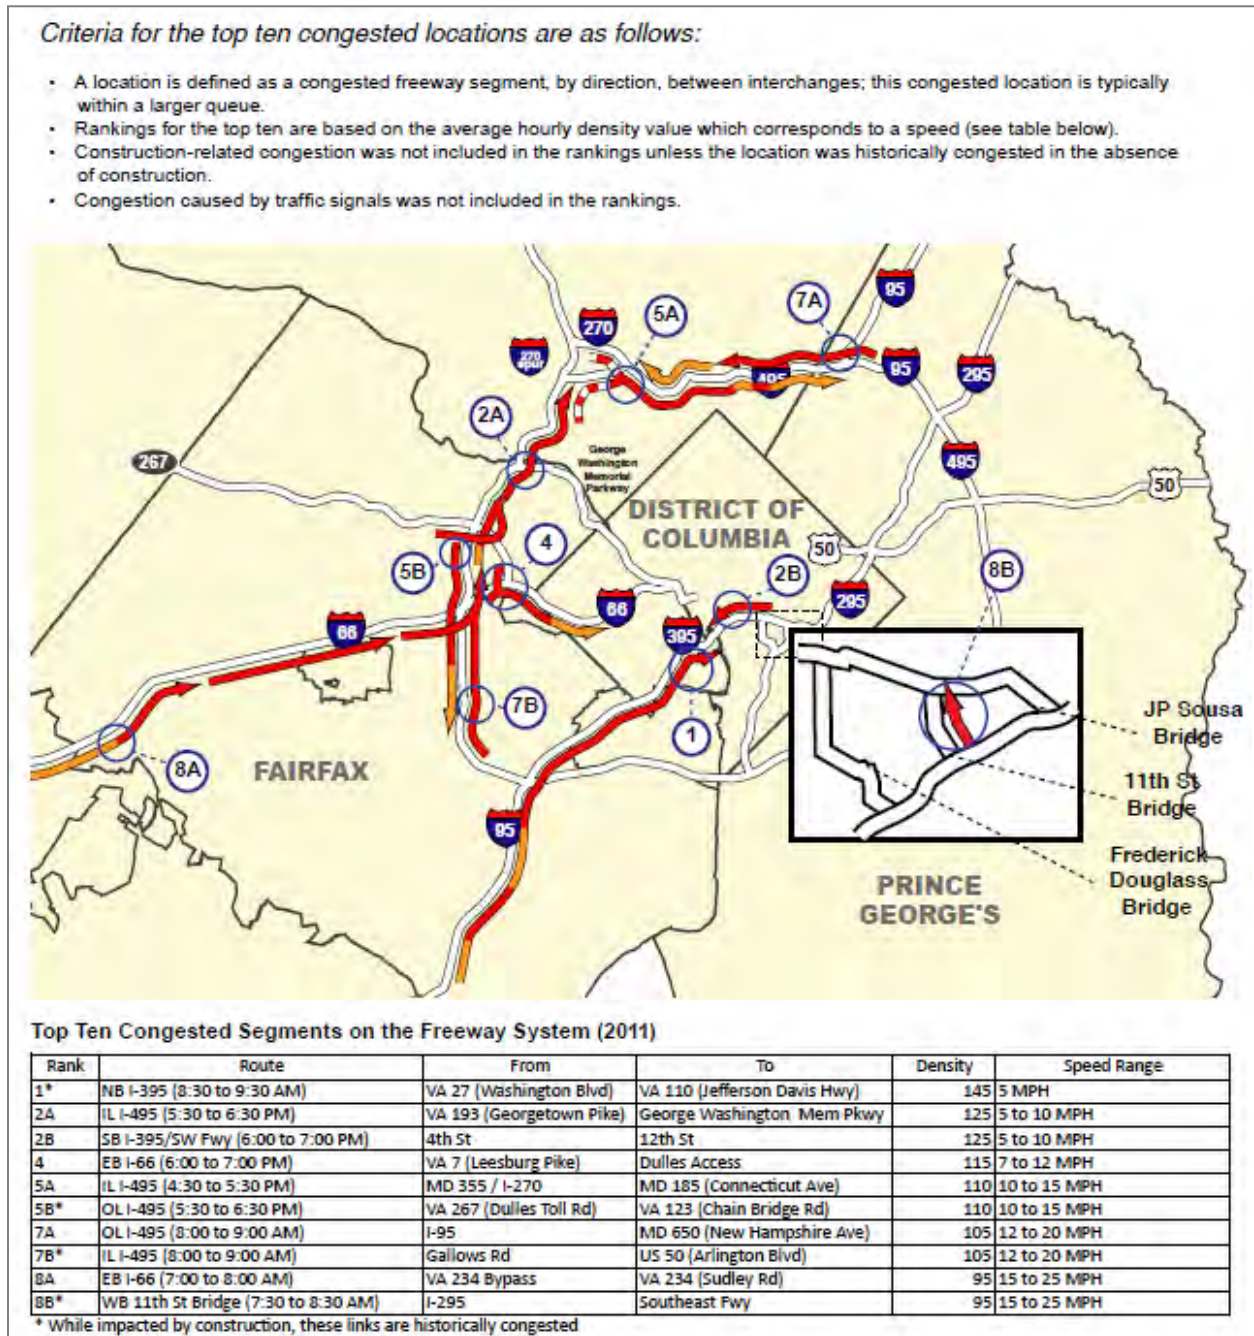 Criteria for the top ten congested locations are as follows:
• A location is defined as a congested freeway segment, by direction, between interchanges; this congested location is typically
within a larger queue.
• Rankings for the top ten are based on the average hourly density value which corresponds to a speed (see table below).
• Construction-related congestion was not included in the rankings unless the location was historically congested in the absence
of construction.
• Congestion caused by traffic signals was not included in the rankings.
95
7A
5A
270
270 spur
495
95
295
2A
267
George
Washington
Memorial
Parkway
495
50
DISTRICT OF
COLUMBIA
4
50
5B
2B
8B
66
295
66
395
7B
1
JP Sousa
Bridge
8A
FAIRFAX
11th St
Bridge
95
Frederick
Douglass
Bridge
PRINCE
GEORGE'S
Top Ten Congested Segments on the Freeway System (2011)
Rank Route From To Density Speed Range
1* NB I-395 (8:30 to 9:30 AM) VA 27 (Washington Blvd) VA 110 (Jefferson Davis Hwy) 145 5 MPH
2A IL I-495 (5:30 to 6:30 PM) VA 193 (Georgetown Pike) George Washington Mem Pkwy 125 5 to 10 MPH
2B SB I-395/SW Fwy (6:00 to 7:00 PM) 4th St 12th St 125 5 to 10 MPH
4 EB I-66 (6:00 to 7:00 PM) VA 7 (Leesburg Pike) Dulles Access 115 7 to 12 MPH
5A IL I-495 (4:30 to 5:30 PM) MD 355 / I-270 MD 185 (Connecticut Ave) 110 10 to 15 MPH
5B* OL I-495 (5:30 to 6:30 PM) VA 267 (Dulles Toll Rd) VA 123 (Chain Bridge Rd) 110 10 to 15 MPH
7A OL I-495 (8:00 to 9:00 AM) I-95 MD 650 (New Hampshire Ave) 105 12 to 20 MPH
7B* IL I-495 (8:00 to 9:00 AM) Gallows Rd US 50 (Arlington Blvd) 105 12 to 20 MPH
8A EB I-66 (7:00 to 8:00 AM) VA 234 Bypass VA 234 (Sudley Rd) 95 15 to 25 MPH
8B* WB 11th St Bridge (7:30 to 8:30 AM) I-295 Southeast Fwy 95 15 to 25 MPH
* While impacted by construction, these links are historically congested